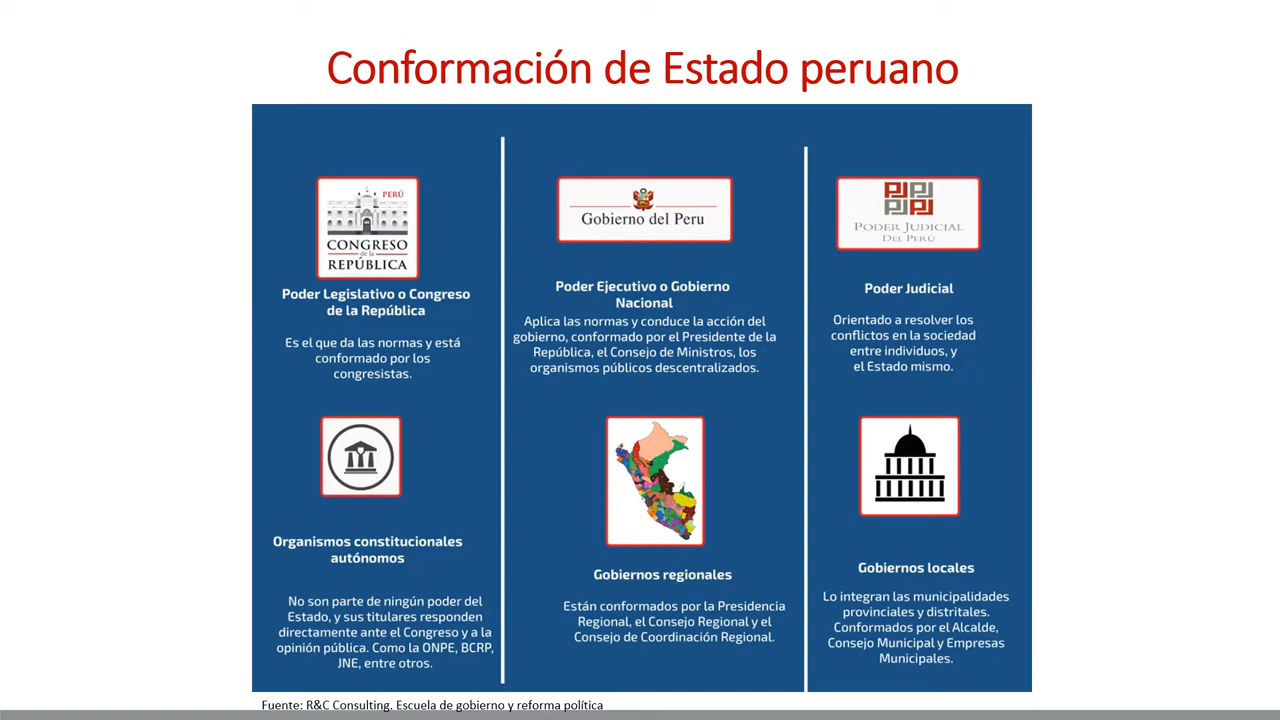 Conformación de Estado peruano
PERÚ
CONGRESO
de la
REPÚBLICA
Poder Legislativo o Congreso
de la República
Es el que da las normas y está
conformado por los
congresistas.
Organismos constitucionales
autónomos
No son parte de ningún poder del
Estado, y sus titulares responden
directamente ante el Congreso y a la
opinión pública. Como la ONPE, BCRP,
JNE, entre otros.
Gobierno del Peru
Poder Ejecutivo o Gobierno
Nacional
Aplica las normas y conduce la acción del
gobierno, conformado por el Presidente de la
República, el Consejo de Ministros, los
organismos públicos descentralizados.
Gobiernos regionales
Están conformados por la Presidencia
Regional, el Consejo Regional y el
Consejo de Coordinación Regional.
PJPJ
PJPJ
PODER JUDICIAL
DEL PERÚ
Poder Judicial
Orientado a resolver los
conflictos en la sociedad
entre individuos, y
el Estado mismo.
Gobiernos locales
Lo integran las municipalidades
provinciales y distritales.
Conformados por el Alcalde,
Consejo Municipal y Empresas
Municipales.
Fuente: R&C Consulting. Escuela de gobierno y reforma política